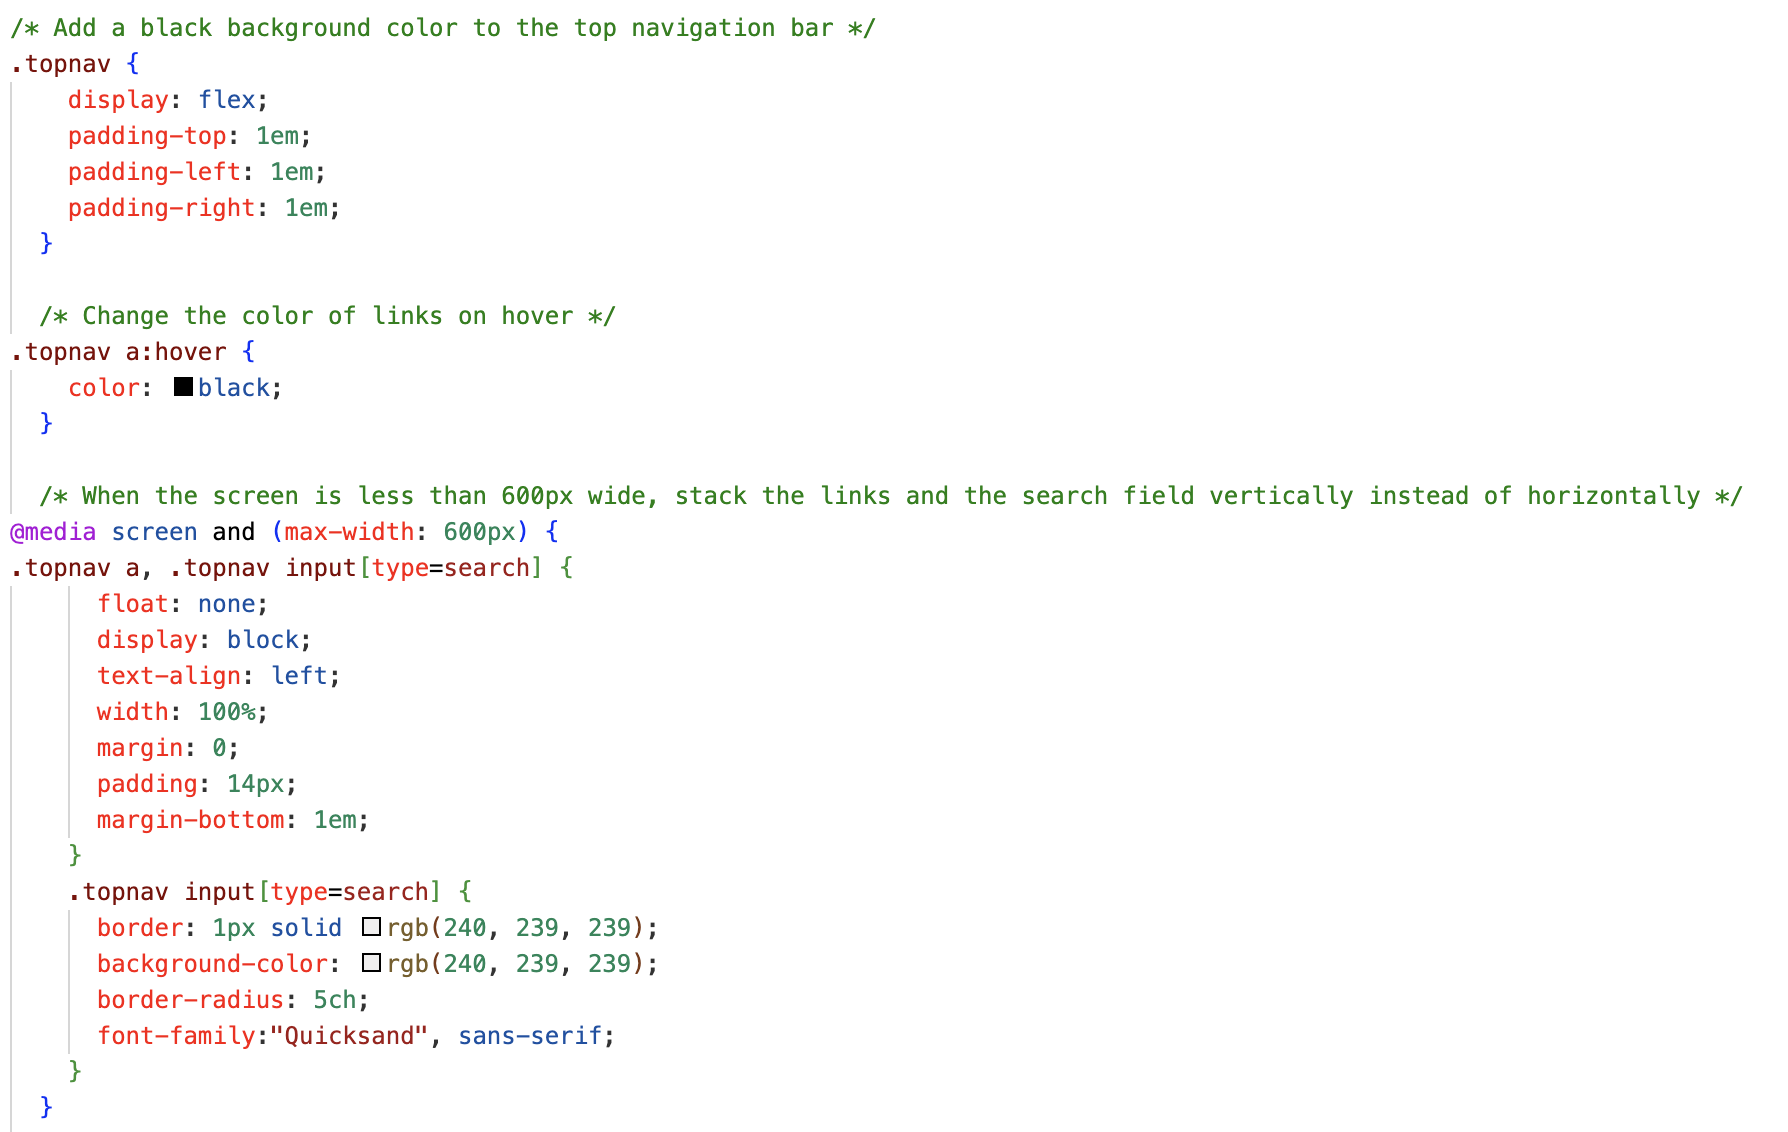 /* Add a black background color to the top navigation bar */
.topnav {
    display: flex;
    padding-top: 1em;
    padding-left: 1em;
    padding-right: 1em;
  }

  /* Change the color of links on hover */
.topnav a:hover {
    color: black;
  }

  /* When the screen is less than 600px wide, stack the links and the search field vertically instead of horizontally */
@media screen and (max-width: 600px) {
.topnav a, .topnav input[type=search] {
      float: none;
      display: block;
      text-align: left;
      width: 100%;
      margin: 0;
      padding: 14px;
      margin-bottom: 1em;
    }
    .topnav input[type=search] {
      border: 1px solid rgb(240, 239, 239);
      background-color: rgb(240, 239, 239);
      border-radius: 5ch;
      font-family:"Quicksand", sans-serif;
    }
  }